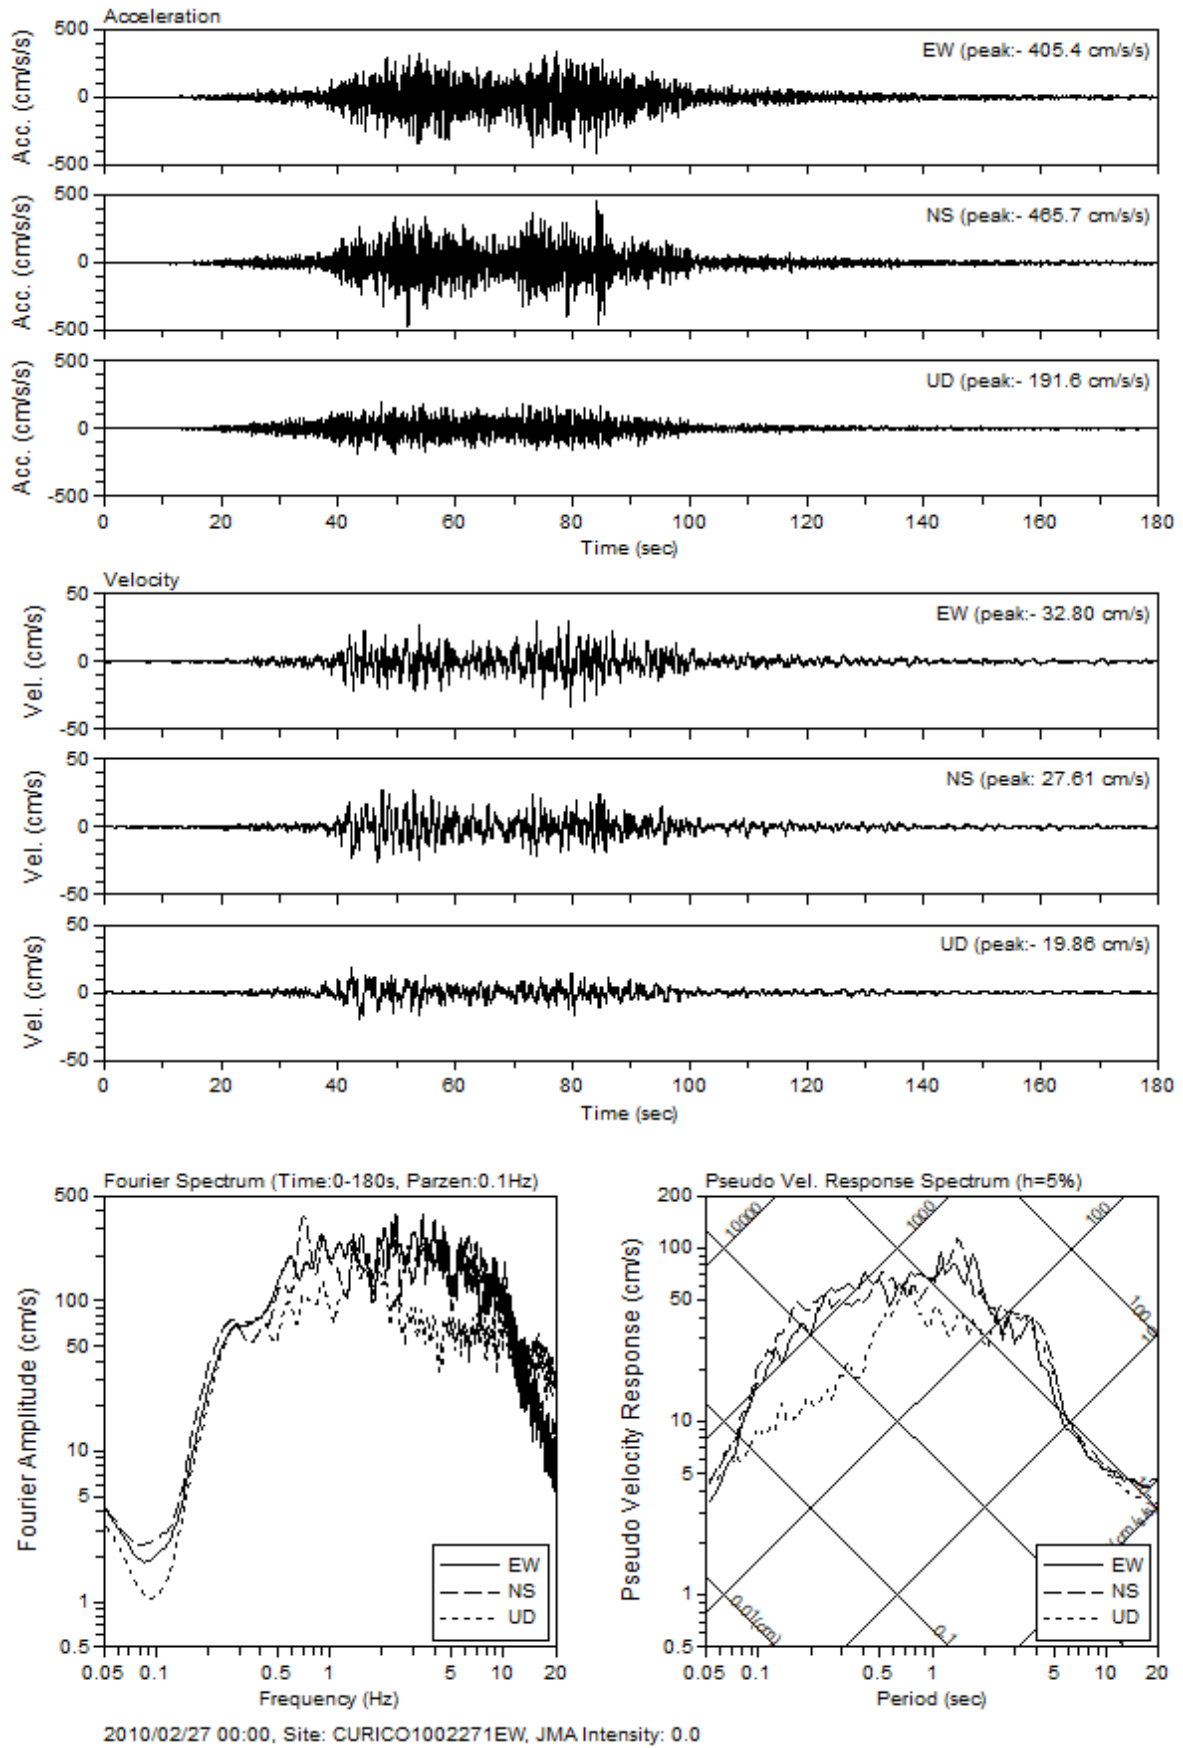 Acceleration
Acc. (cm/s/s)
500
0
-500
EW (peak:- 405.4 cm/s/s)
Acc. (cm/s/s)
500
0
-500
NS (peak:- 465.7 cm/s/s)
Acc. (cm/s/s)
500
0
-500
UD (peak:- 191.6 cm/s/s)
0 20 40 60 80 100 120 140 160 180
Time (sec)
Velocity
Vel. (cm/s)
50
0
-50
EW (peak:- 32.80 cm/s)
Vel. (cm/s)
50
0
-50
NS (peak: 27.61 cm/s)
Vel. (cm/s)
50
0
-50
UD (peak:- 19.86 cm/s)
0 20 40 60 80 100 120 140 160 180
Time (sec)
Fourier Spectrum (Time:0-180s, Parzen:0.1Hz)
Fourier Amplitude (cm/s)
500
100
50
10
5
1
0.5
EW
NS
UD
0.05 0.1 0.5 1 5 10 20
Frequency (Hz)
Pseudo Vel. Response Spectrum (h=5%)
Pseudo Velocity Response (cm/s)
200
100
50
10
5
1
0.5
10000
1000
100
100
0.01(cm)
0.1
EW
NS
UD
0.05 0.1 0.5 1 5 10 20
Period (sec)
2010/02/27 00:00, Site: CURICO1002271EW, JMA Intensity: 0.0